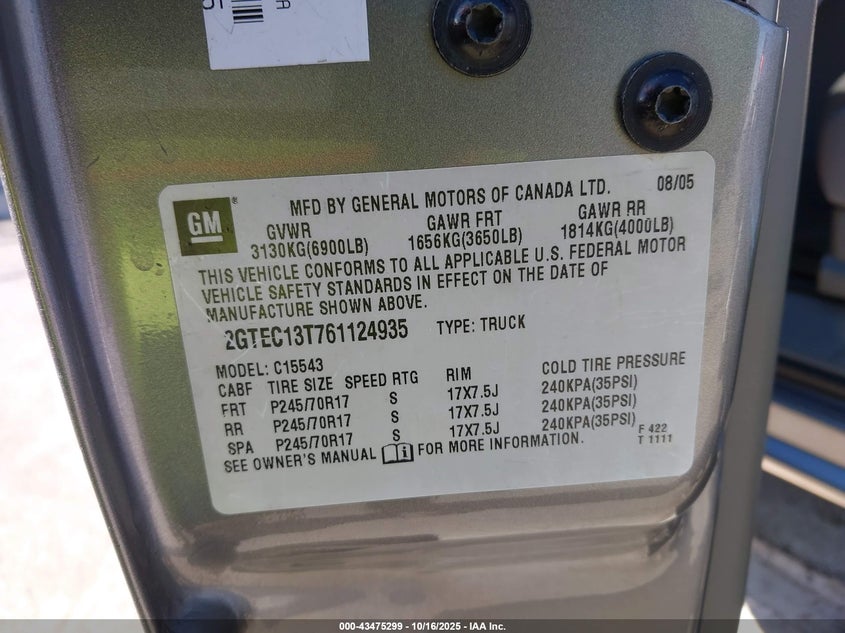 GM ®
MFD BY GENERAL MOTORS OF CANADA LTD. 08/05
GVWR GAWR FRT GAWR RR
3130KG(6900LB) 1656KG(3650LB) 1814KG(4000LB)
THIS VEHICLE CONFORMS TO ALL APPLICABLE U.S. FEDERAL MOTOR
VEHICLE SAFETY STANDARDS IN EFFECT ON THE DATE OF
MANUFACTURE SHOWN ABOVE.
2GTEC13T761124935 TYPE: TRUCK
MODEL: C15543
CABF TIRE SIZE SPEED RTG RIM COLD TIRE PRESSURE
FRT P245/70R17 S 17X7.5J 240KPA(35PSI)
RR P245/70R17 S 17X7.5J 240KPA(35PSI)
SPA P245/70R17 S 17X7.5J 240KPA(35PSI)
SEE OWNER'S MANUAL FOR MORE INFORMATION.
F 422
T 1111
000-43475299 - 10/16/2025 - IAA Inc.